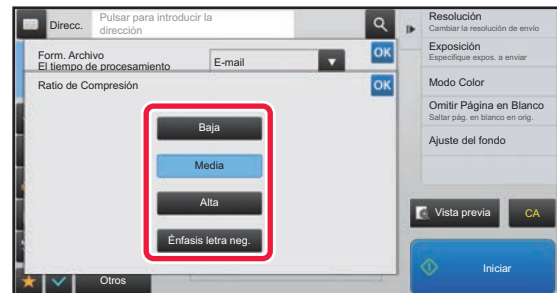 Direcc.
Pulsar para introducir la
dirección
Form. Archivo
El tiempo de procesamiento
E-mail
OK
Ratio de Compresión
OK
Baja
Media
Alta
Énfasis letra neg.
Otros
Resolución
Cambiar la resolución de envío
Exposición
Especifique expos. a enviar
Modo Color
Omitir Página en Blanco
Saltar pág. en blanco en orig.
Ajuste del fondo
Vista previa
CA
Iniciar